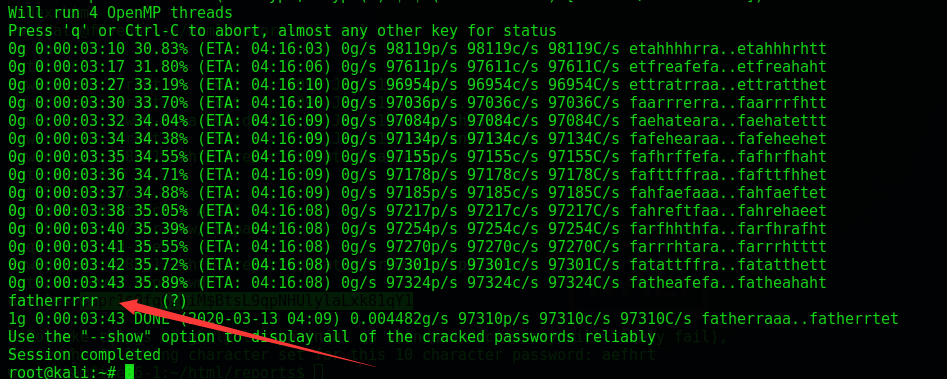 Will run 4 OpenMP threads
Press 'q' or Ctrl-C to abort, almost any other key for status
0g 0:00:03:10 30.83% (ETA: 04:16:03) 0g/s 98119p/s 98119c/s 98119C/s etahhhhrra..etahhhrhtt
0g 0:00:03:17 31.80% (ETA: 04:16:06) 0g/s 97611p/s 97611c/s 97611C/s etfreafefa..etfreahaht
0g 0:00:03:27 33.19% (ETA: 04:16:10) 0g/s 96954p/s 96954c/s 96954C/s ettratrraa..ettratthet
0g 0:00:03:30 33.70% (ETA: 04:16:10) 0g/s 97036p/s 97036c/s 97036C/s faarrrerra..faarrrfhtt
0g 0:00:03:32 34.04% (ETA: 04:16:09) 0g/s 97084p/s 97084c/s 97084C/s faehateara..faehatettt
0g 0:00:03:34 34.38% (ETA: 04:16:09) 0g/s 97134p/s 97134c/s 97134C/s fafehearaa..fafeheehet
0g 0:00:03:35 34.55% (ETA: 04:16:09) 0g/s 97155p/s 97155c/s 97155C/s fafhrffefa..fafhrfhaht
0g 0:00:03:36 34.71% (ETA: 04:16:09) 0g/s 97178p/s 97178c/s 97178C/s fafttffraa..fafttfhhet
0g 0:00:03:37 34.88% (ETA: 04:16:09) 0g/s 97185p/s 97185c/s 97185C/s fahfaefaaa..fahfaeftet
0g 0:00:03:38 35.05% (ETA: 04:16:08) 0g/s 97217p/s 97217c/s 97217C/s fahreftfaa..fahrehaeet
0g 0:00:03:40 35.39% (ETA: 04:16:08) 0g/s 97254p/s 97254c/s 97254C/s farfhhthfa..farfhrafht
0g 0:00:03:41 35.55% (ETA: 04:16:08) 0g/s 97270p/s 97270c/s 97270C/s farrrhtara..farrrhtttt
0g 0:00:03:42 35.72% (ETA: 04:16:08) 0g/s 97301p/s 97301c/s 97301C/s fatattffra..fatatthett
0g 0:00:03:43 35.89% (ETA: 04:16:08) 0g/s 97324p/s 97324c/s 97324C/s fatheafefa..fatheahaht
fatherrrrr (?)
1g 0:00:03:43 DONE (2020-03-13 04:09) 0.004482g/s 97310p/s 97310c/s 97310C/s fatherraaa..fatherrtet
Use the "--show" option to display all of the cracked passwords reliably
Session completed
root@kali:~#